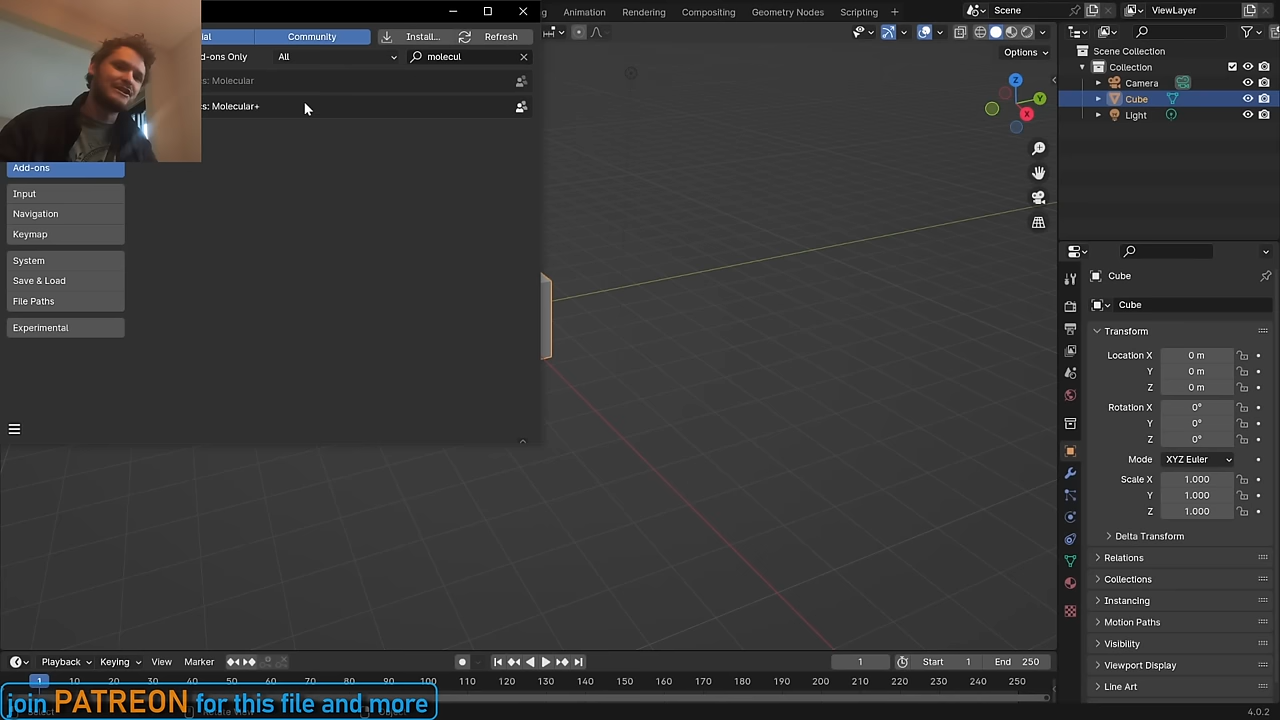 Animation Rendering Compositing Geometry Nodes Scripting +
Scene
ViewLayer
Community
Install...
Refresh
All
molecul
Molecular
Molecular+
Add-ons
Input
Navigation
Keymap
System
Save & Load
File Paths
Experimental
Options
Z
Y
X
Scene Collection
Collection
Camera
Cube
Light
Cube
Cube
Transform
Location X 0 m
Y 0 m
Z 0 m
Rotation X 0°
Y 0°
Z 0°
Mode XYZ Euler
Scale X 1.000
Y 1.000
Z 1.000
Delta Transform
Relations
Collections
Instancing
Motion Paths
Visibility
Viewport Display
Line Art
Playback Keying View Marker
1 Start 1 End 250
1 10 20 30 40 50 60 70 80 90 100 110 120 130 140 150 160 170 180 190 200 210 220 230 240 250
join PATREON for this file and more
4.0.2